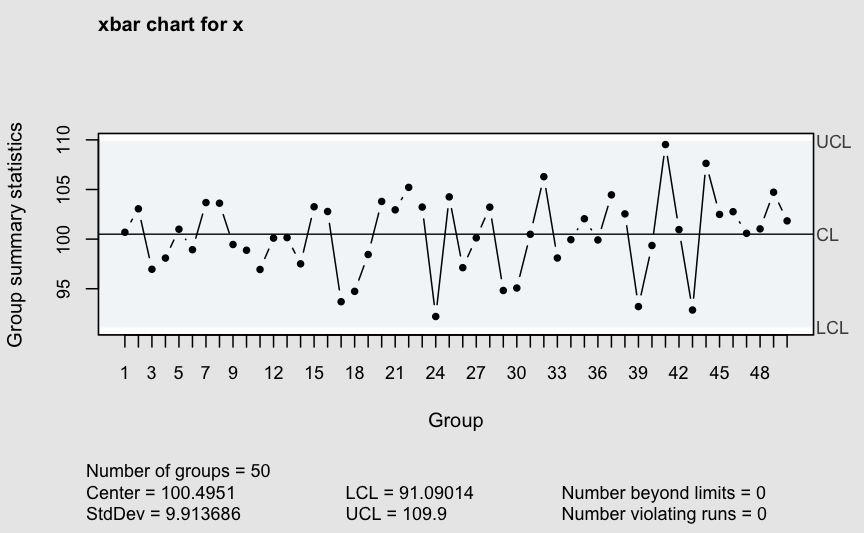 xbar chart for x
Group summary statistics
110
105
100
95
UCL
CL
LCL
1 3 5 7 9 12 15 18 21 24 27 30 33 36 39 42 45 48
Group
Number of groups = 50
Center = 100.4951 LCL = 91.09014 Number beyond limits = 0
StdDev = 9.913686 UCL = 109.9 Number violating runs = 0